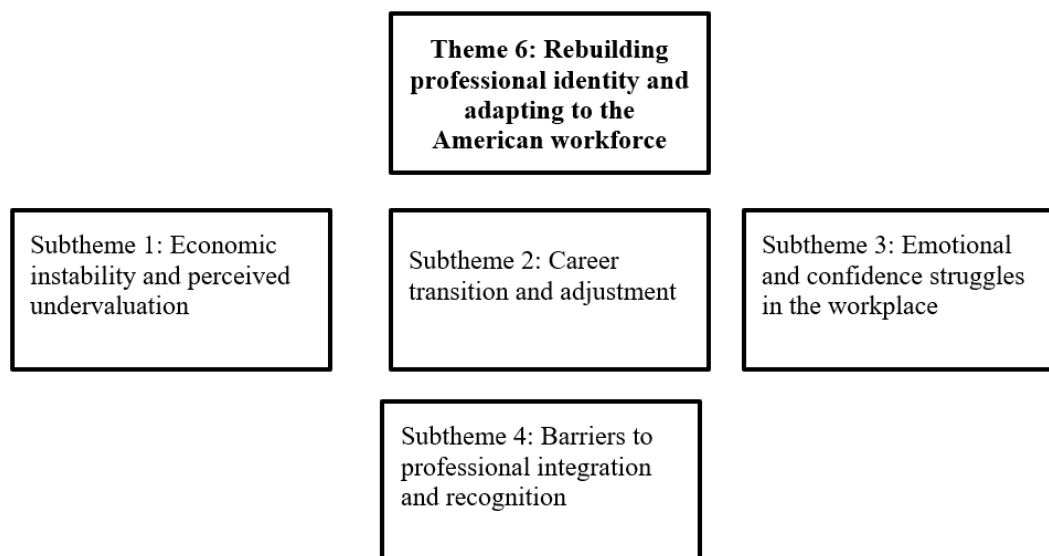 Theme 6: Rebuilding
professional identity and
adapting to the
American workforce
Subtheme 1: Economic
instability and perceived
undervaluation
Subtheme 2: Career
transition and adjustment
Subtheme 3: Emotional
and confidence struggles
in the workplace
Subtheme 4: Barriers to
professional integration
and recognition